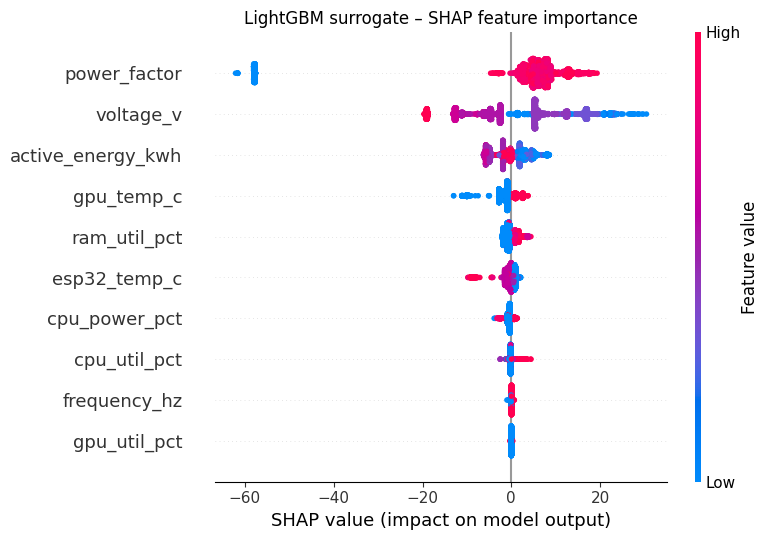 LightGBM surrogate – SHAP feature importance
High
power_factor
voltage_v
active_energy_kwh
gpu_temp_c
ram_util_pct
esp32_temp_c
cpu_power_pct
cpu_util_pct
frequency_hz
gpu_util_pct
Feature value
Low
−60 −40 −20 0 20
SHAP value (impact on model output)